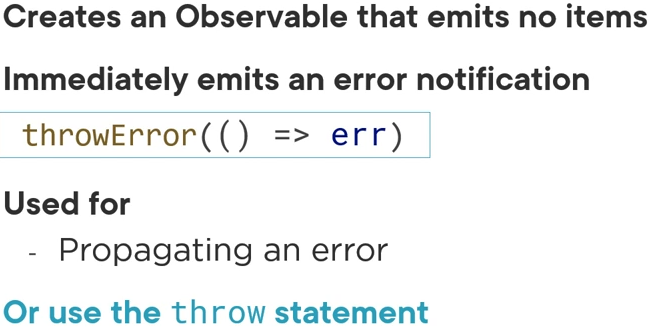 Creates an Observable that emits no items
Immediately emits an error notification
throwError(() => err)
Used for
- Propagating an error
Or use the throw statement